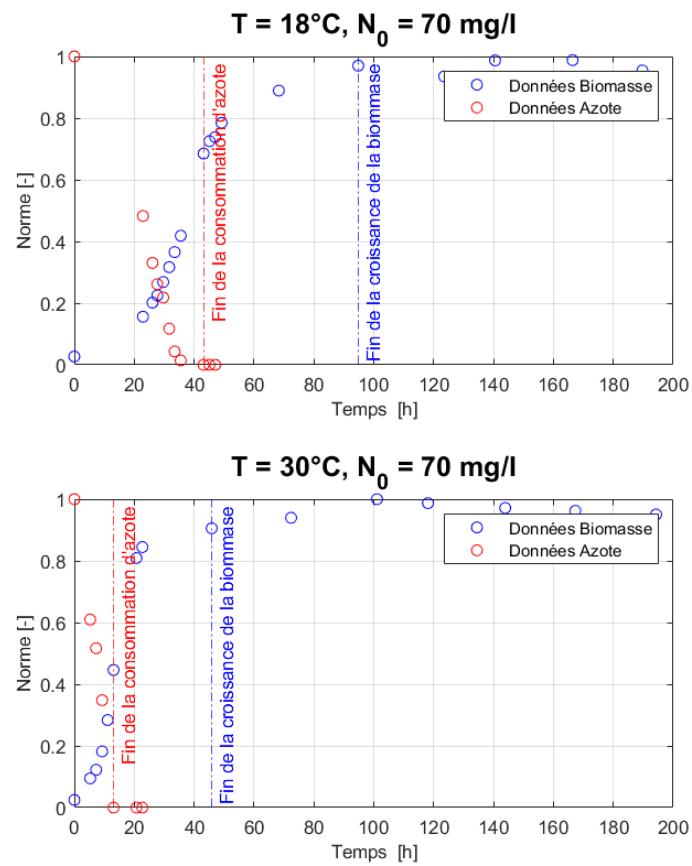 T = 18°C, N0 = 70 mg/l
1
0.8
0.6
0.4
0.2
0
Norme [-]
Fin de la consommation d'azote
Fin de la croissance de la biommase
Données Biomasse
Données Azote
0 20 40 60 80 100 120 140 160 180 200
Temps [h]
T = 30°C, N0 = 70 mg/l
1
0.8
0.6
0.4
0.2
0
Norme [-]
Fin de la consommation d'azote
Fin de la croissance de la biommase
Données Biomasse
Données Azote
0 20 40 60 80 100 120 140 160 180 200
Temps [h]